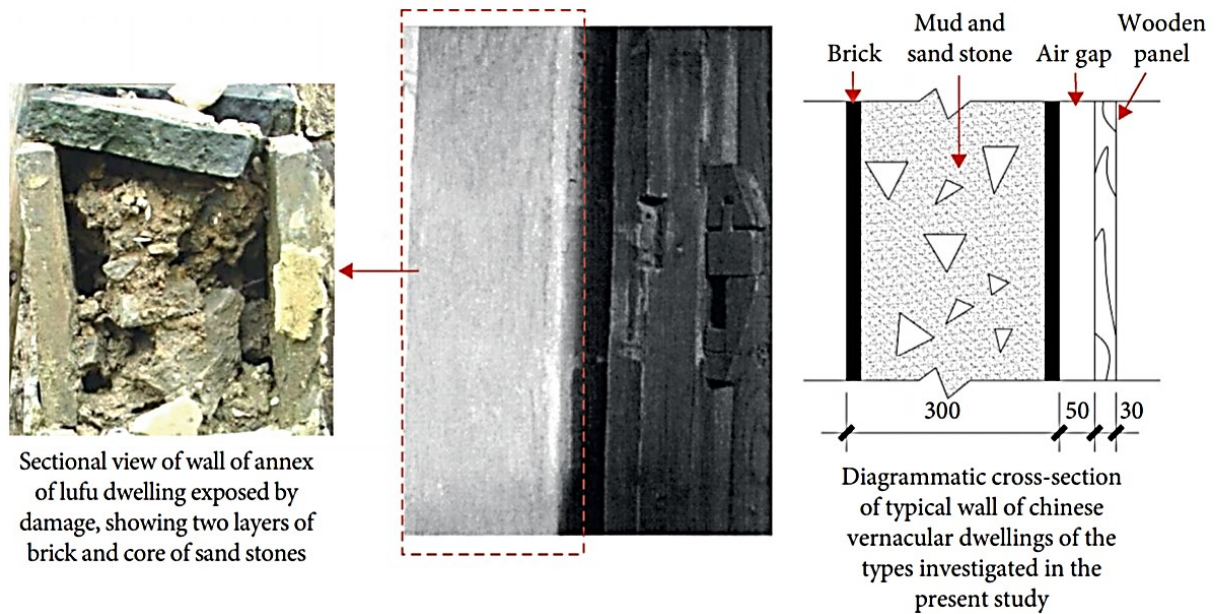 Sectional view of wall of annex
of lufu dwelling exposed by
damage, showing two layers of
brick and core of sand stones
Brick
Mud and
sand stone
Air gap
Wooden
panel
300
50
30
Diagrammatic cross-section
of typical wall of chinese
vernacular dwellings of the
types investigated in the
present study